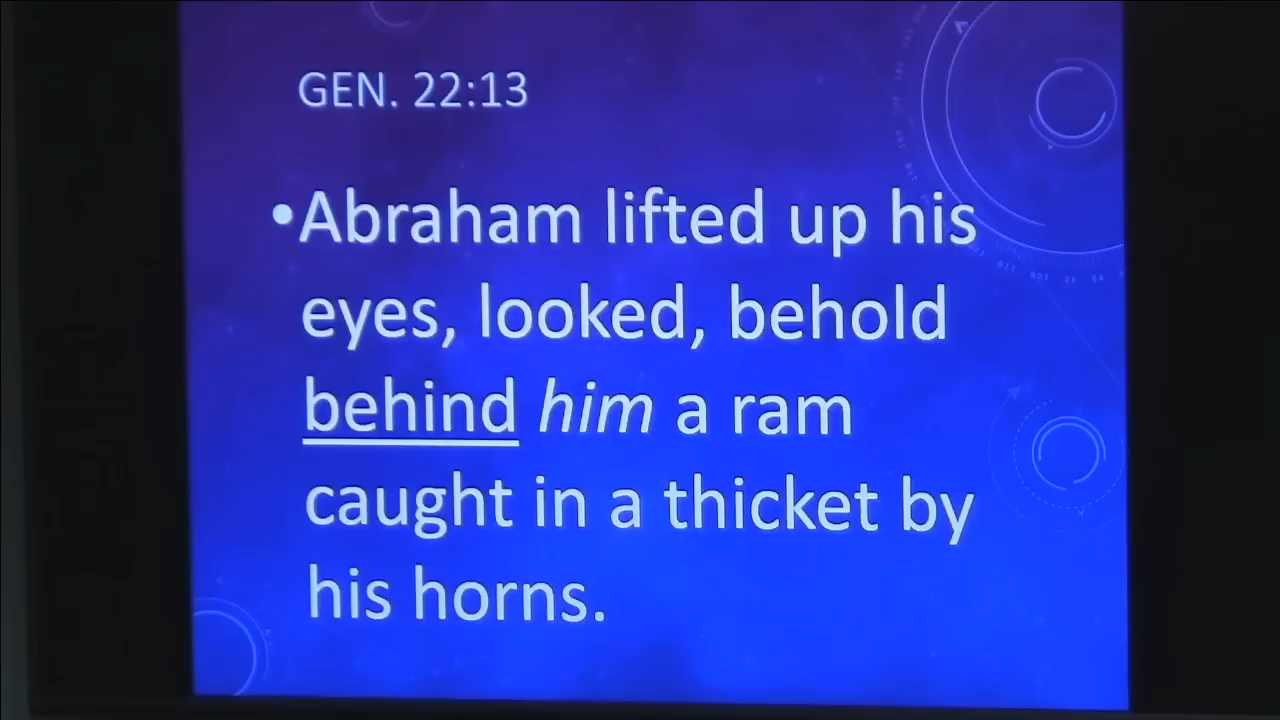 GEN. 22:13
•Abraham lifted up his
eyes, looked, behold
behind him a ram
caught in a thicket by
his horns.